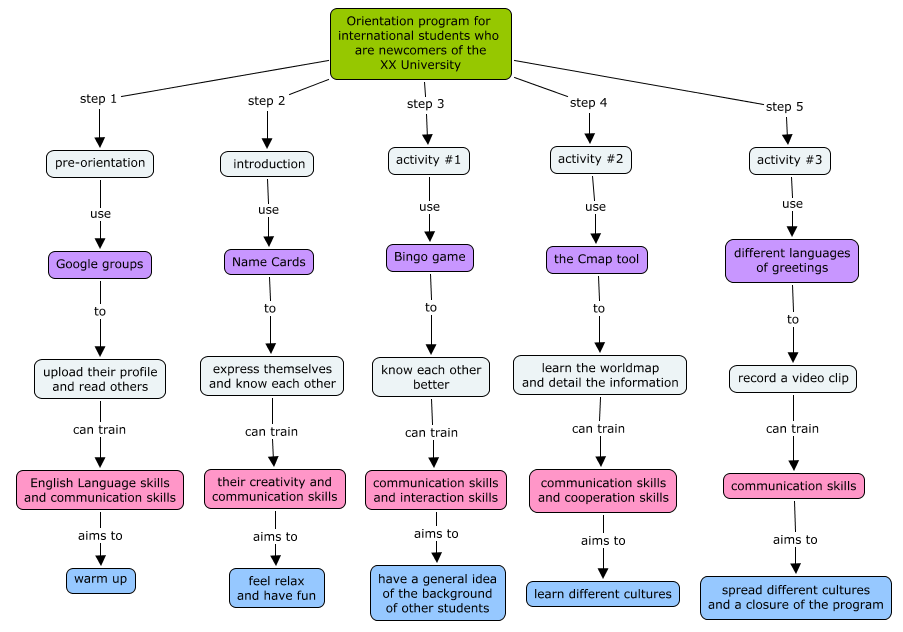 Orientation program for
international students who
are newcomers of the
XX University
step 1
step 2
step 3
step 4
step 5
pre-orientation
introduction
activity #1
activity #2
activity #3
use
use
use
use
use
Google groups
Name Cards
Bingo game
the Cmap tool
different languages
of greetings
to
to
to
to
to
upload their profile
and read others
express themselves
and know each other
know each other
better
learn the worldmap
and detail the information
record a video clip
can train
can train
can train
can train
can train
English Language skills
and communication skills
their creativity and
communication skills
communication skills
and interaction skills
communication skills
and cooperation skills
communication skills
aims to
aims to
aims to
aims to
aims to
warm up
feel relax
and have fun
have a general idea
of the background
of other students
learn different cultures
spread different cultures
and a closure of the program